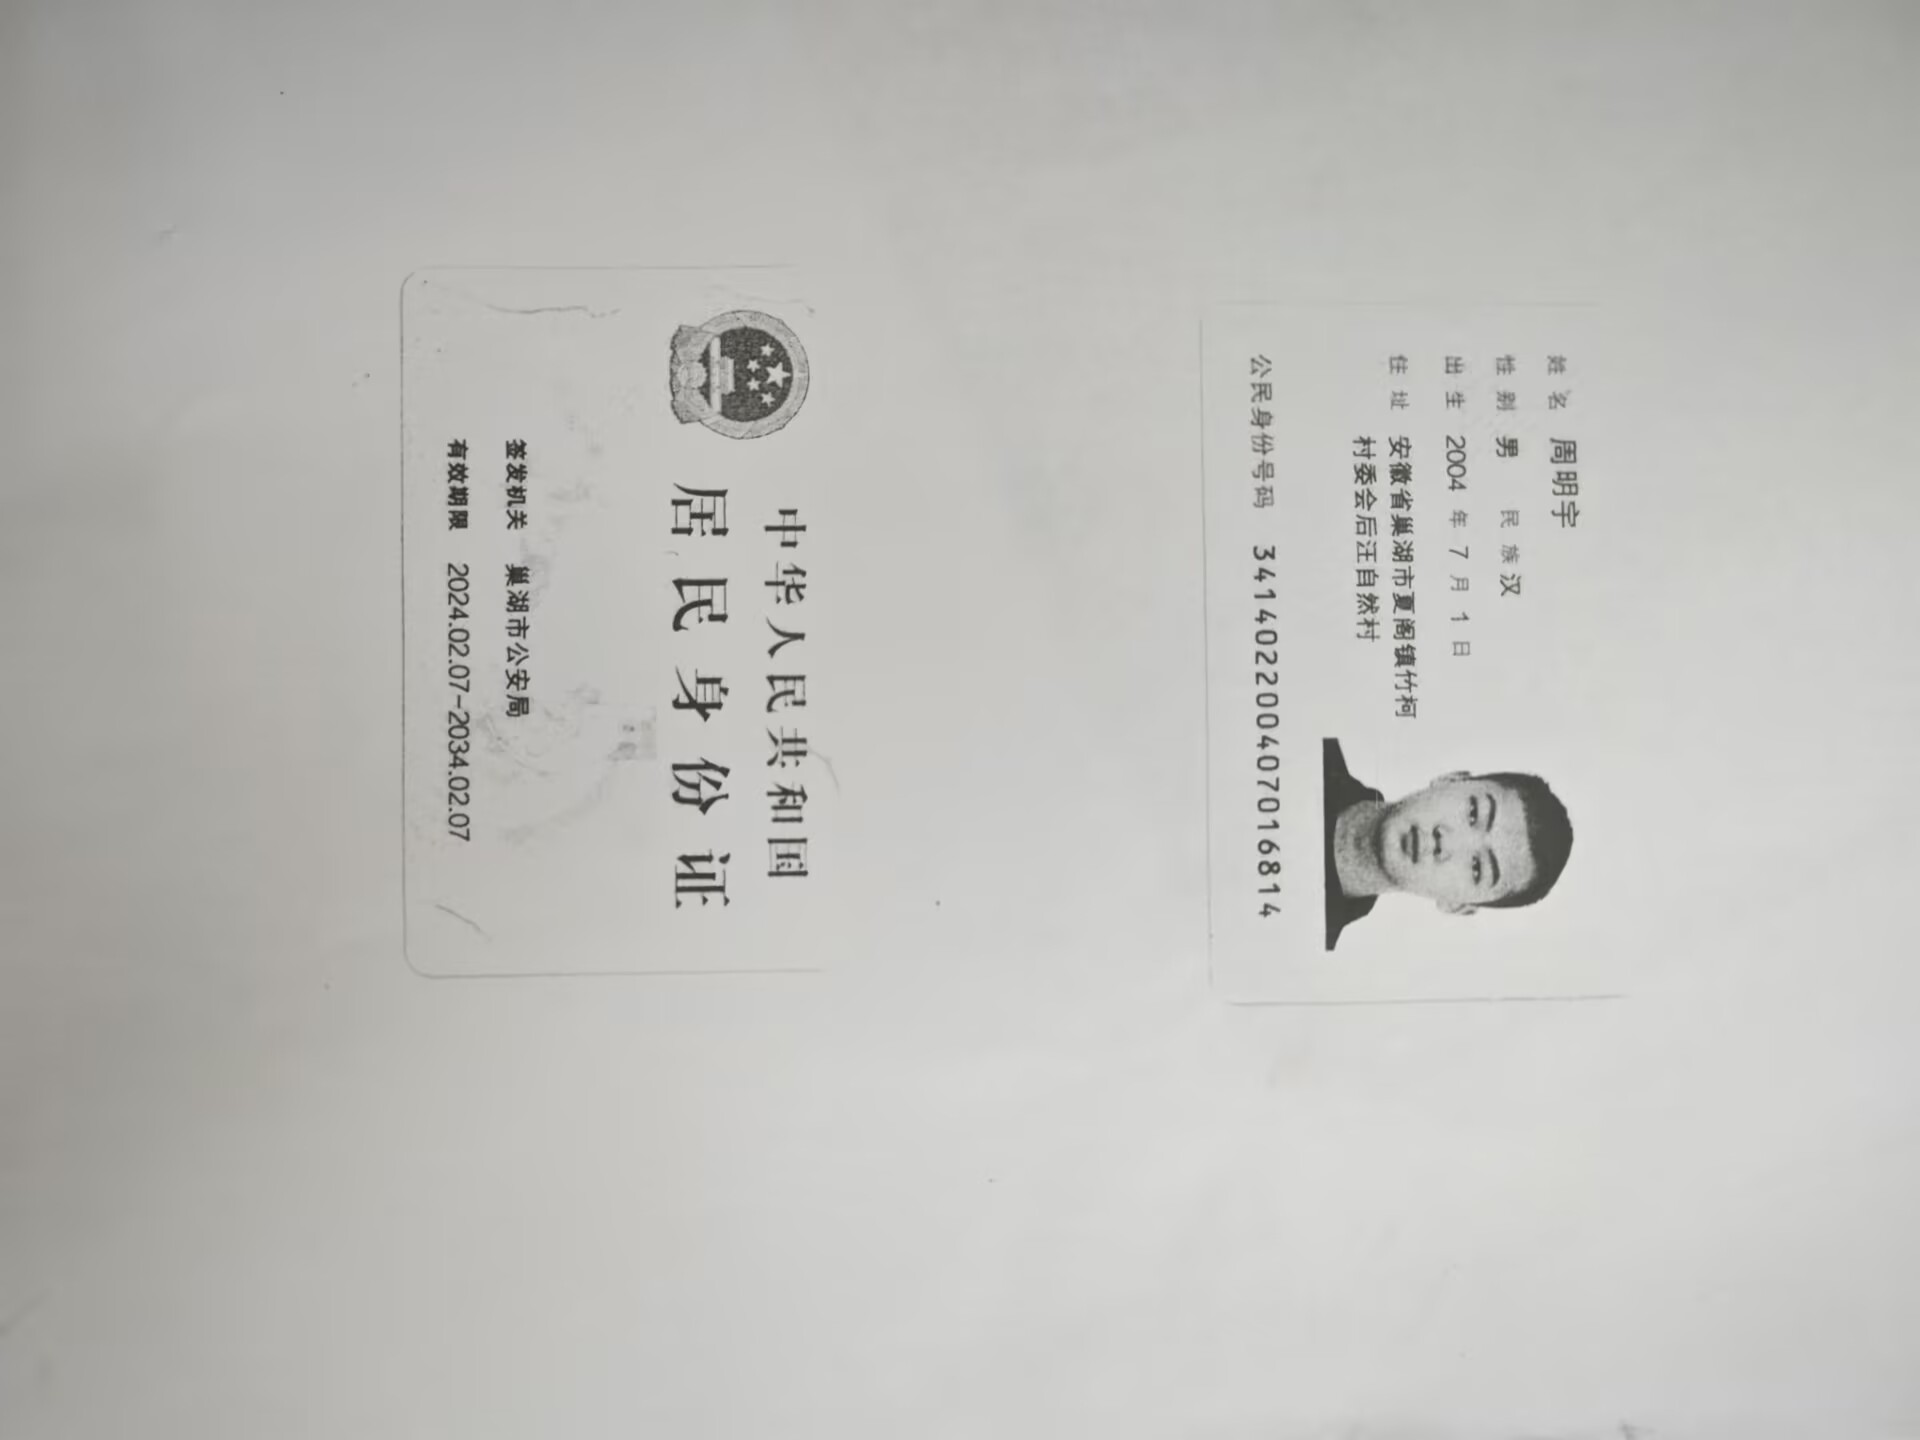 姓名 周明宇
性别 男 民族 汉
出生 2004 年 7 月 1 日
住址 安徽省巢湖市夏阁镇竹柯
村委会后汪自然村
公民身份号码 341402200407016814
中华人民共和国
居民身份证
签发机关 巢湖市公安局
有效期限 2024.02.07-2034.02.07